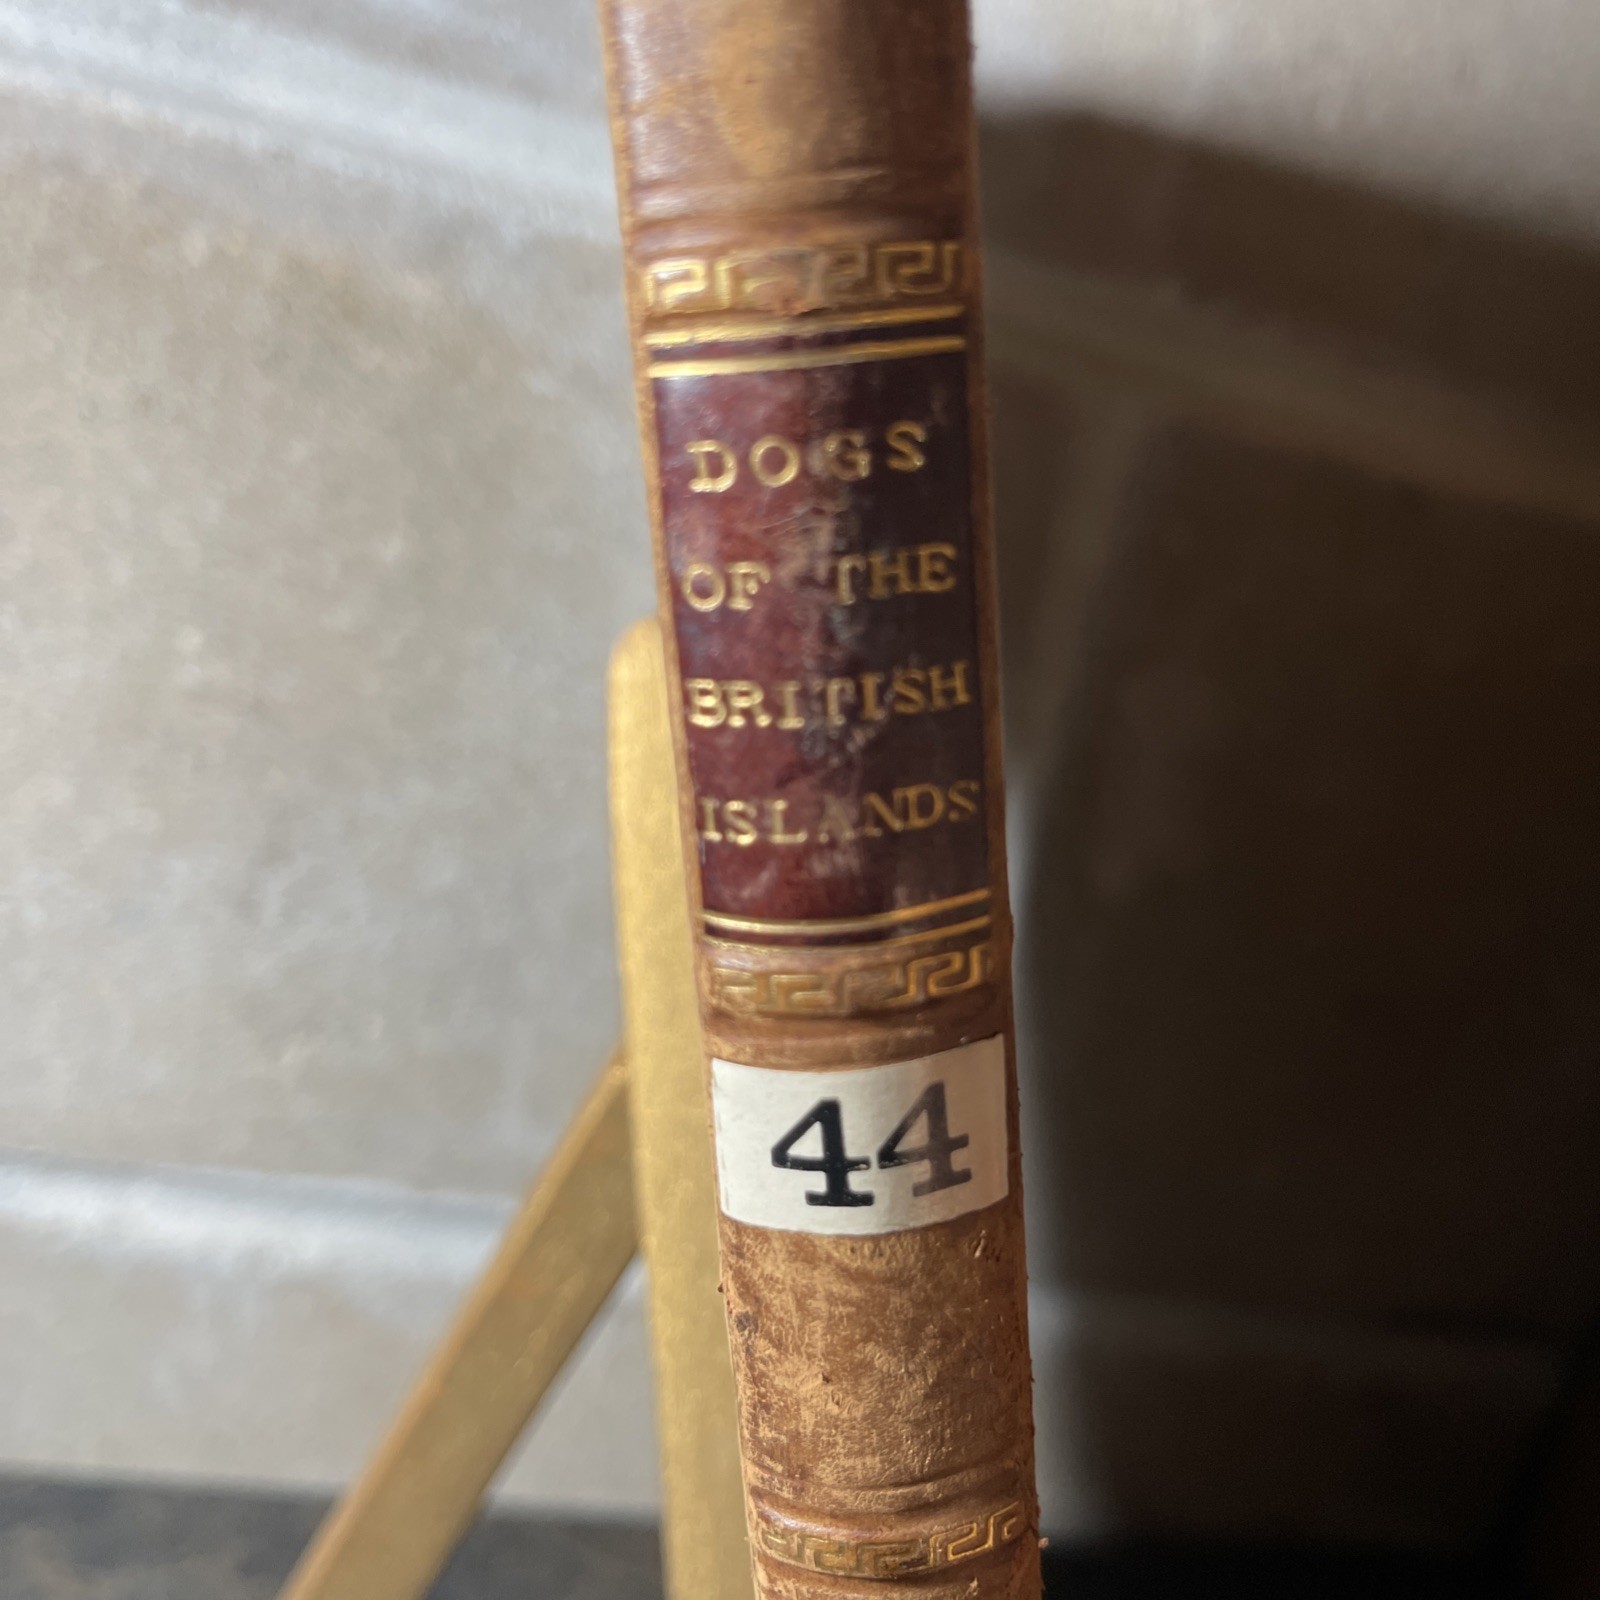 DOGS
OF THE
BRITISH
ISLANDS
44